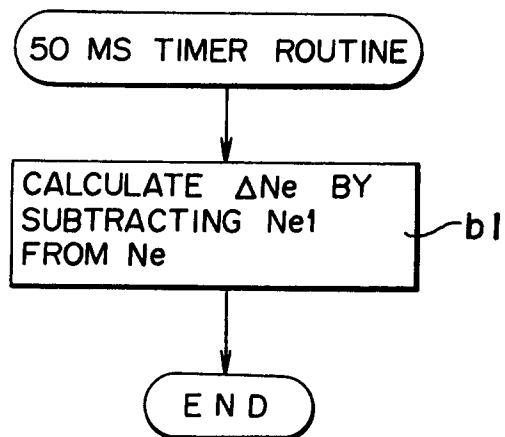 50 MS TIMER ROUTINE
CALCULATE ΔNe BY
SUBTRACTING Ne1
FROM Ne
b1
END